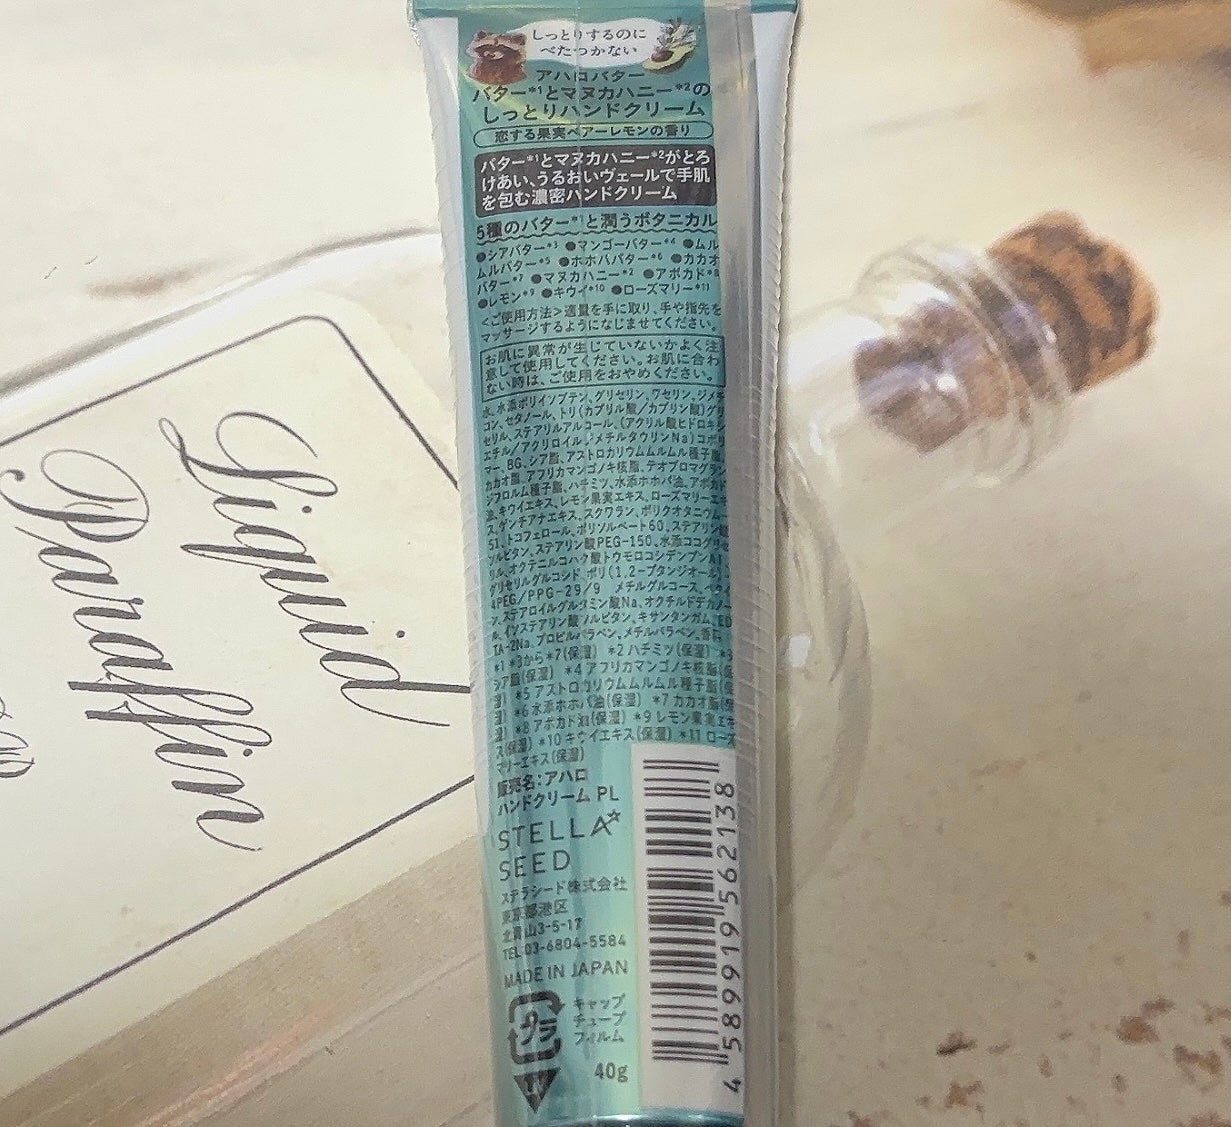 しっとりするのに
べたつかない
アハロバター
バター*1とマヌカハニー*2の
しっとりハンドクリーム
恋する果実ペアーレモンの香り
バター*1とマヌカハニー*2がとろ
けあい、うるおいヴェールで手肌
を包む濃密ハンドクリーム
5種のバター*1と潤うボタニカル
●シアバター*3 ●マンゴーバター*4 ●ムル
ムルバター*5 ●ホホババター*6 ●カカオ
バター*7 ●マヌカハニー*2 ●アボカド*8
●レモン*9 ●キウイ*10 ●ローズマリー*11
<ご使用方法>適量を手に取り、手や指先を
マッサージするようになじませてください。
お肌に異常が生じていないかよく注
意して使用してください。お肌に合わ
ない時は、ご使用をおやめください。
水、水添ポリイソブテン、グリセリン、ワセリン、ジメチ
コン、セタノール、トリ(カプリル酸/カプリン酸)グリ
セリル、ステアリルアルコール、(アクリル酸ヒドロキシ
エチル/アクリロイルジメチルタウリンNa)コポリ
マー、BG、シア脂、アストロカリウムムルムル種子脂、
カカオ脂、アフリカマンゴノキ核脂、テオブロマグラン
ジフロルム種子脂、ハチミツ、水添ホホバ油、アボカド
油、キウイエキス、レモン果実エキス、ローズマリーエキ
ス、ゲンチアナエキス、スクワラン、ポリクオタニウム-
51、トコフェロール、ポリソルベート60、ステアリン酸
ソルビタン、ステアリン酸PEG-150、水添ココグリセ
リル、オクテニルコハク酸トウモロコシデンプンAl、
グリセリルグルコシド、ポリ(1,2-ブタンジオール)-
4PEG/PPG-29/9 メチルグルコース、
ステアロイルグルタミン酸Na、オクチルドデカノー
ル、イソステアリン酸ソルビタン、キサンタンガム、ED
TA-2Na、プロピルパラベン、メチルパラベン、香料
*1 *3から*7(保湿) *2 ハチミツ(保湿) *3
シア脂(保湿) *4 アフリカマンゴノキ核脂(保
湿) *5 アストロカリウムムルムル種子脂(保
湿) *6 水添ホホバ油(保湿) *7 カカオ脂(保
湿) *8 アボカド油(保湿) *9 レモン果実エキ
ス(保湿) *10 キウイエキス(保湿) *11 ローズ
マリーエキス(保湿)
販売名:アハロ
ハンドクリーム PL
STELLA
SEED
ステラシード株式会社
東京都港区
北青山3-5-17
TEL:03-6804-5584
MADE IN JAPAN
プラ
キャップ
チューブ
フィルム
40g
4589919562138
Liquid
Paraffin